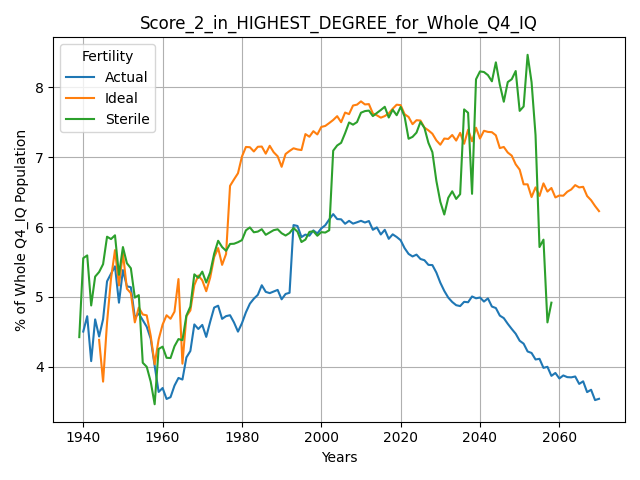 Score_2_in_HIGHEST_DEGREE_for_Whole_Q4_IQ
Fertility
Actual
Ideal
Sterile
% of Whole Q4_IQ Population
8
7
6
5
4
1940 1960 1980 2000 2020 2040 2060
Years